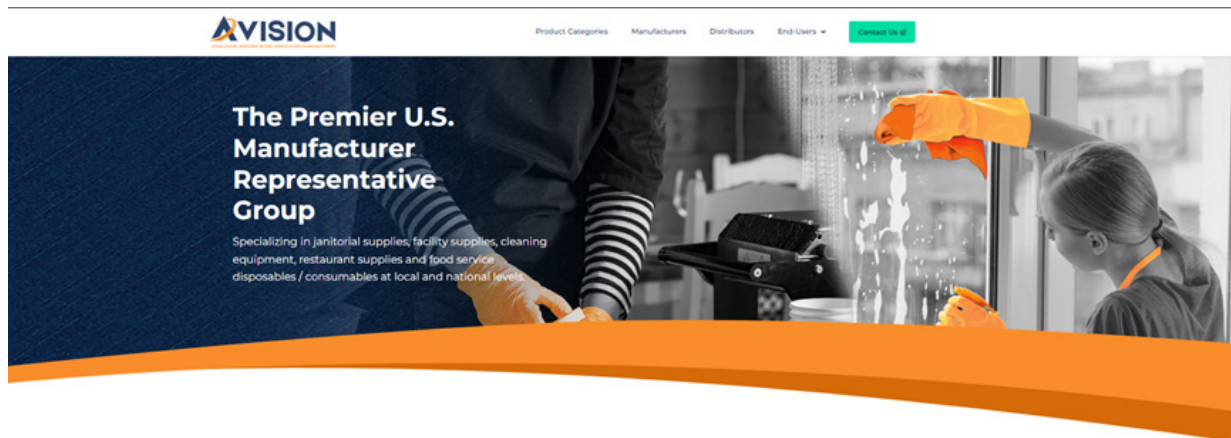 AVISION
Product Categories
Manufacturers
Distributors
End-Users
Contact Us
The Premier U.S.
Manufacturer
Representative
Group
Specializing in janitorial supplies, facility supplies, cleaning
equipment, restaurant supplies and food service
disposables / consumables at local and national levels.